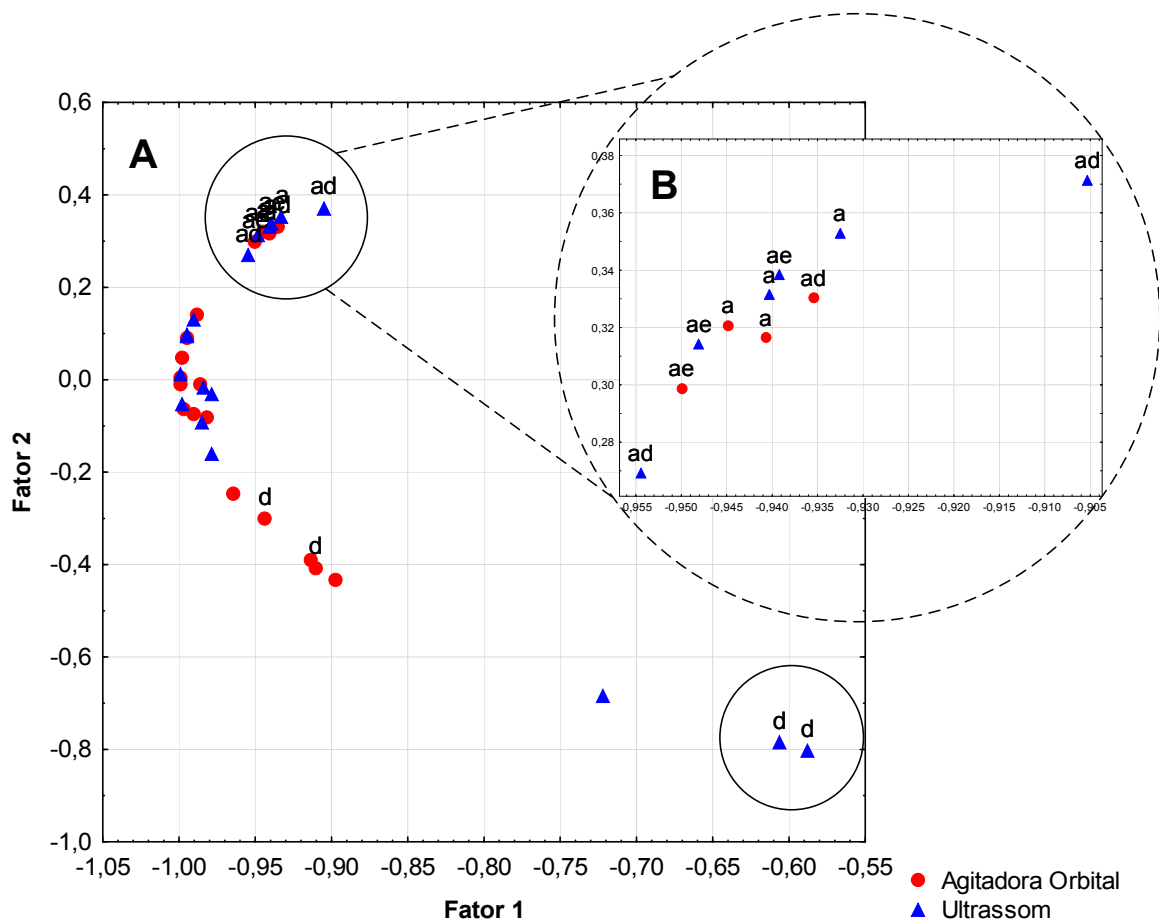 0,6
A
0,4
0,2
0,0
-0,2
-0,4
-0,6
-0,8
-1,0
Fator 2
ad
a
ad
d
d
d
d
-1,05 -1,00 -0,95 -0,90 -0,85 -0,80 -0,75 -0,70 -0,65 -0,60 -0,55
Fator 1
B
0,38
0,36
0,34
0,32
0,30
0,28
ad
a
ae
a
ad
a
ae
a
ae
ad
-0,955 -0,950 -0,945 -0,940 -0,935 -0,930 -0,925 -0,920 -0,915 -0,910 -0,905
Agitadora Orbital
Ultrassom